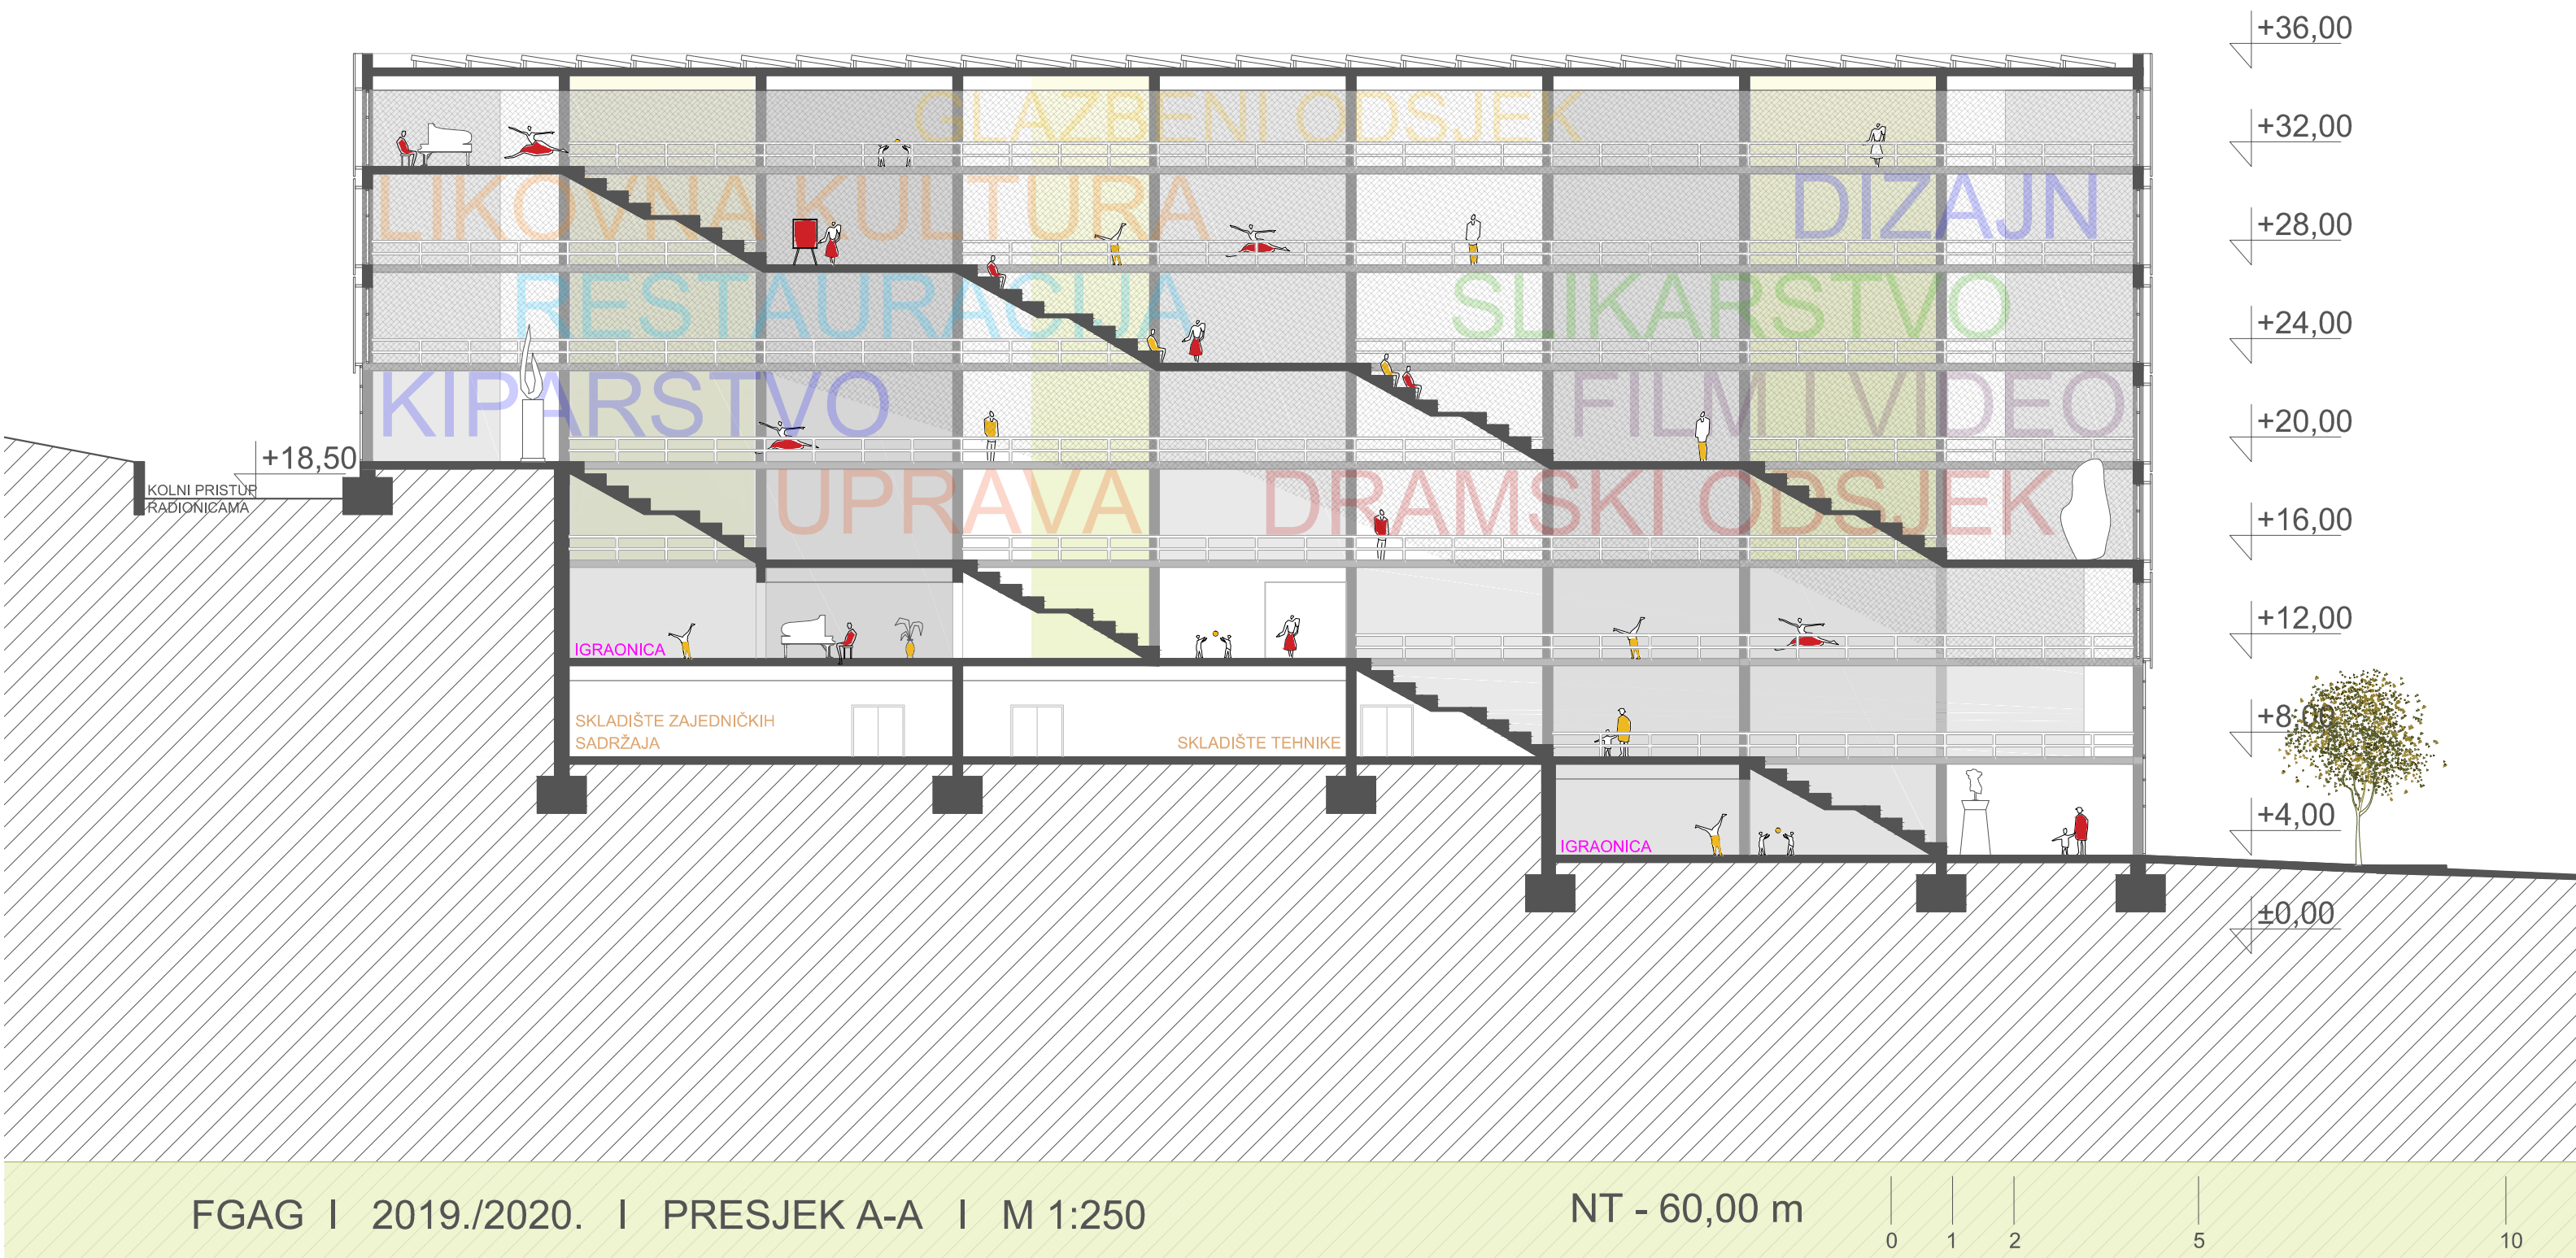 +36,00
GLAZBENI ODSJEK
+32,00
LIKOVNA KULTURA
DIZAJN
+28,00
RESTAURACIJA
SLIKARSTVO
+24,00
KIPARSTVO
FILM I VIDEO
+20,00
+18,50
KOLNI PRISTUP
RADIONICAMA
UPRAVA
DRAMSKI ODSJEK
+16,00
IGRAONICA
+12,00
SKLADIŠTE ZAJEDNIČKIH
SADRŽAJA
SKLADIŠTE TEHNIKE
+8,00
IGRAONICA
+4,00
±0,00
FGAG I 2019./2020. I PRESJEK A-A I M 1:250
NT - 60,00 m
0 1 2 5 10